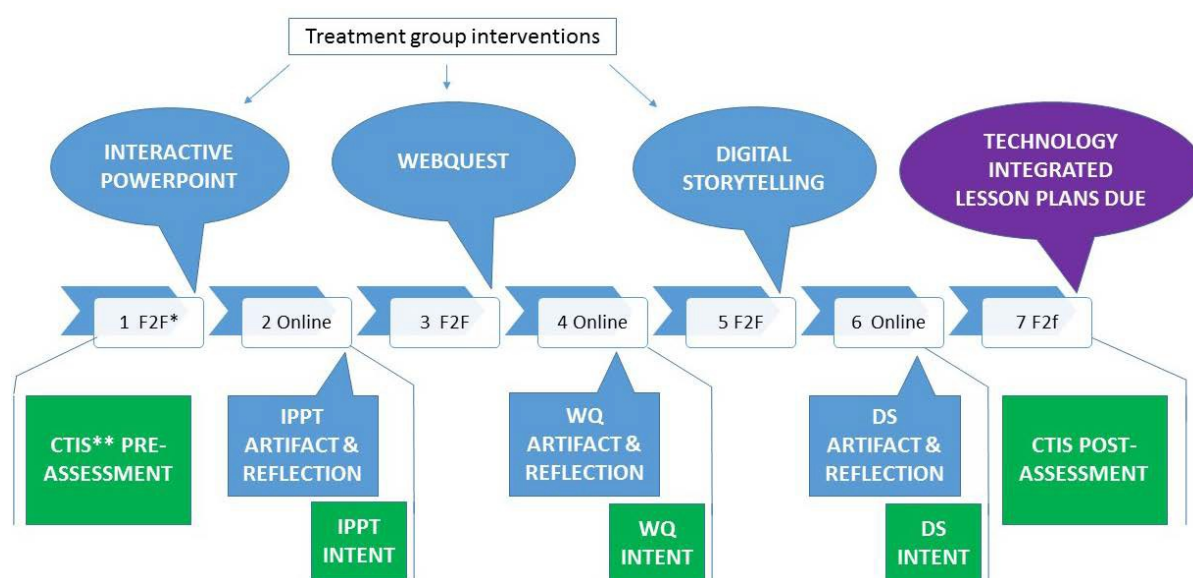 Treatment group interventions
INTERACTIVE
POWERPOINT
WEBQUEST
DIGITAL
STORYTELLING
TECHNOLOGY
INTEGRATED
LESSON PLANS DUE
1 F2F*
2 Online
3 F2F
4 Online
5 F2F
6 Online
7 F2f
CTIS** PRE-
ASSESSMENT
IPPT
ARTIFACT &
REFLECTION
IPPT
INTENT
WQ
ARTIFACT &
REFLECTION
WQ
INTENT
DS
ARTIFACT &
REFLECTION
DS
INTENT
CTIS POST-
ASSESSMENT